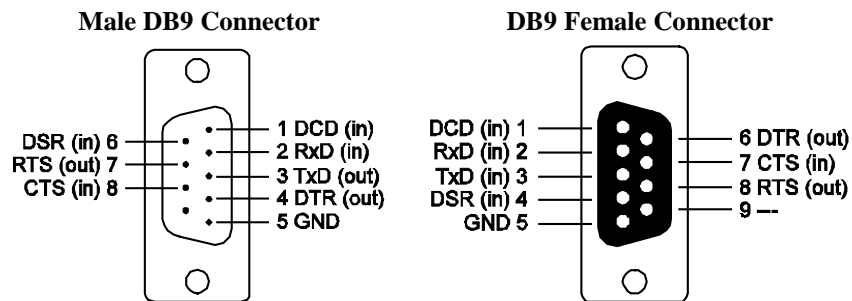 Male DB9 Connector
DSR (in) 6
RTS (out) 7
CTS (in) 8
1 DCD (in)
2 RxD (in)
3 TxD (out)
4 DTR (out)
5 GND
DB9 Female Connector
DCD (in) 1
RxD (in) 2
TxD (in) 3
DSR (in) 4
GND 5
6 DTR (out)
7 CTS (in)
8 RTS (out)
9 ---